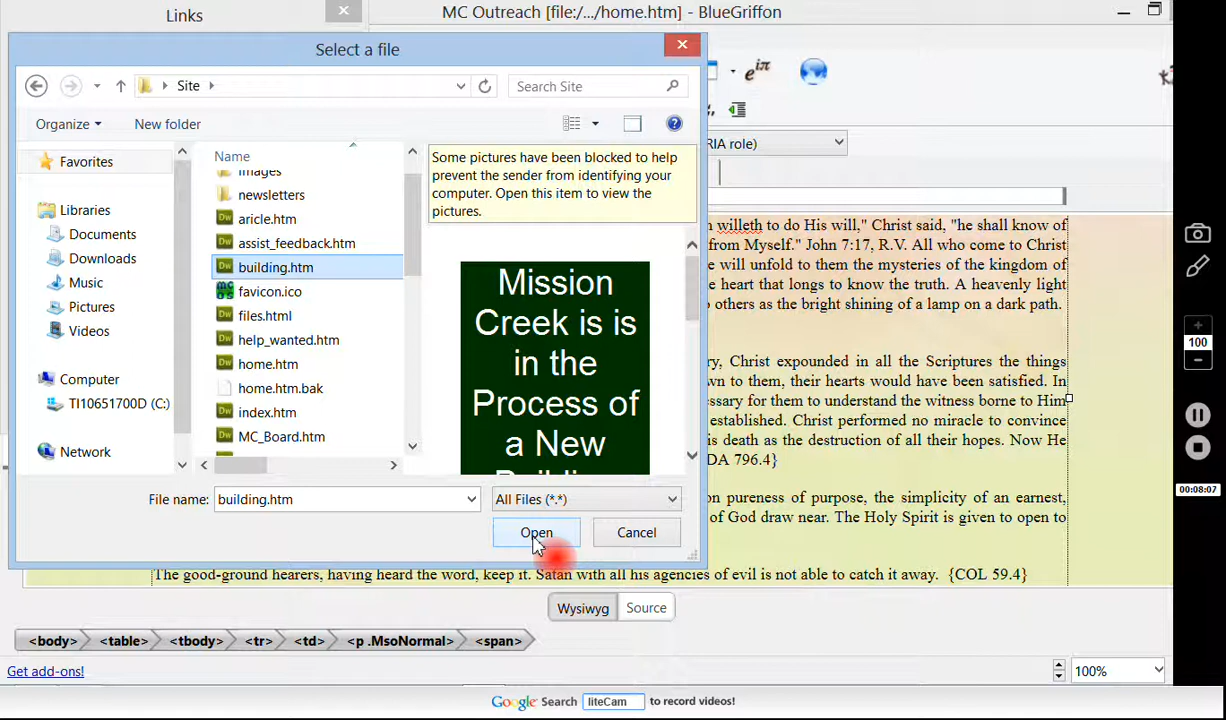 Links
MC Outreach [file:/.../home.htm] - BlueGriffon
Select a file
Site
Search Site
Organize
New folder
Favorites
Libraries
Documents
Downloads
Music
Pictures
Videos
Computer
TI10651700D (C:)
Network
Name
images
newsletters
aricle.htm
assist_feedback.htm
building.htm
favicon.ico
files.html
help_wanted.htm
home.htm
home.htm.bak
index.htm
MC_Board.htm
Some pictures have been blocked to help
prevent the sender from identifying your
computer. Open this item to view the
pictures.
Mission
Creek is is
in the
Process of
a New
File name:
building.htm
All Files (*.*)
Open
Cancel
eiπ
RIA role)
willeth to do His will," Christ said, "he shall know of
from Myself." John 7:17, R.V. All who come to Christ
e will unfold to them the mysteries of the kingdom of
e heart that longs to know the truth. A heavenly light
others as the bright shining of a lamp on a dark path.
ry, Christ expounded in all the Scriptures the things
wn to them, their hearts would have been satisfied. In
essary for them to understand the witness borne to Him
established. Christ performed no miracle to convince
is death as the destruction of all their hopes. Now He
DA 796.4}
on pureness of purpose, the simplicity of an earnest,
of God draw near. The Holy Spirit is given to open to
The good-ground hearers, having heard the word, keep it. Satan with all his agencies of evil is not able to catch it away. {COL 59.4}
Wysiwyg
Source
<body>
<table>
<tbody>
<tr>
<td>
<p .MsoNormal>
<span>
Get add-ons!
100%
Google Search liteCam to record videos!
100
00:08:07